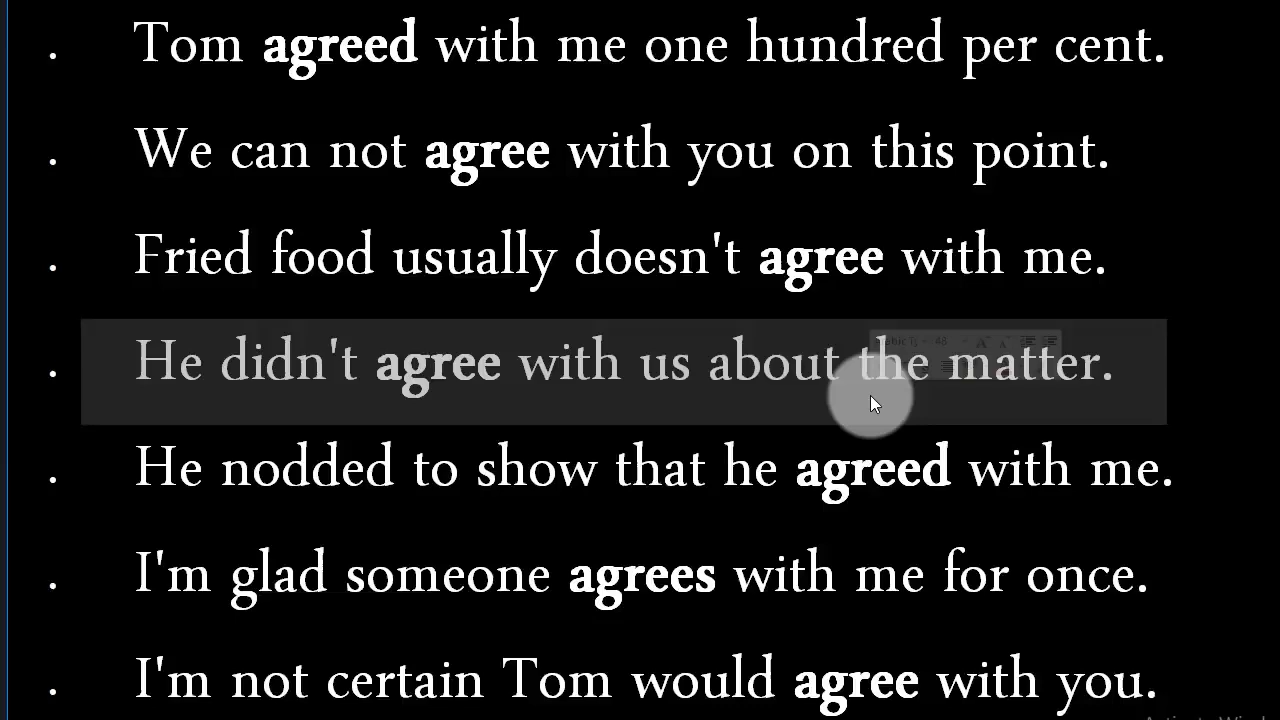 . Tom agreed with me one hundred per cent.
. We can not agree with you on this point.
. Fried food usually doesn't agree with me.
. He didn't agree with us about the matter.
. He nodded to show that he agreed with me.
. I'm glad someone agrees with me for once.
. I'm not certain Tom would agree with you.